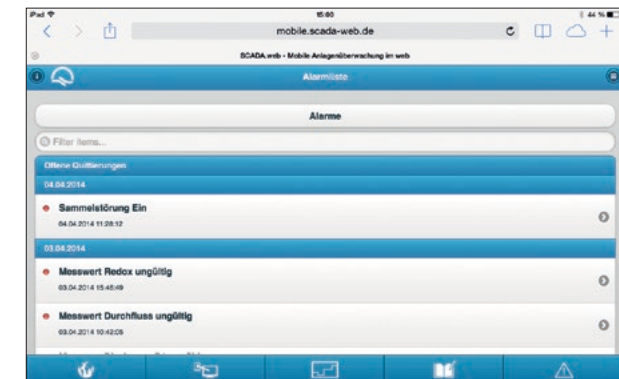 iPad
15:00
44 %
mobile.scada-web.de
SCADA.web - Mobile Anlagenüberwachung im web
Alarmliste
Alarme
Filter items...
Offene Quittierungen
04.04.2014
Sammelstörung Ein
04.04.2014 11:28:12
03.04.2014
Messwert Redox ungültig
03.04.2014 15:45:49
Messwert Durchfluss ungültig
03.04.2014 10:42:05